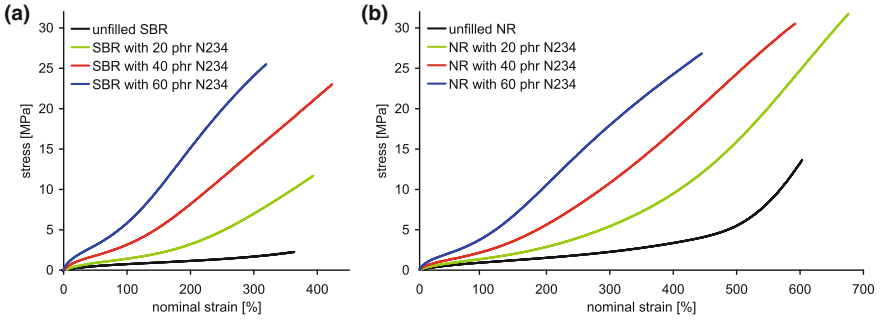 (a)
unfilled SBR
SBR with 20 phr N234
SBR with 40 phr N234
SBR with 60 phr N234
stress [MPa]
30
25
20
15
10
5
0
0 100 200 300 400
nominal strain [%]
(b)
unfilled NR
NR with 20 phr N234
NR with 40 phr N234
NR with 60 phr N234
stress [MPa]
30
25
20
15
10
5
0
0 100 200 300 400 500 600 700
nominal strain [%]